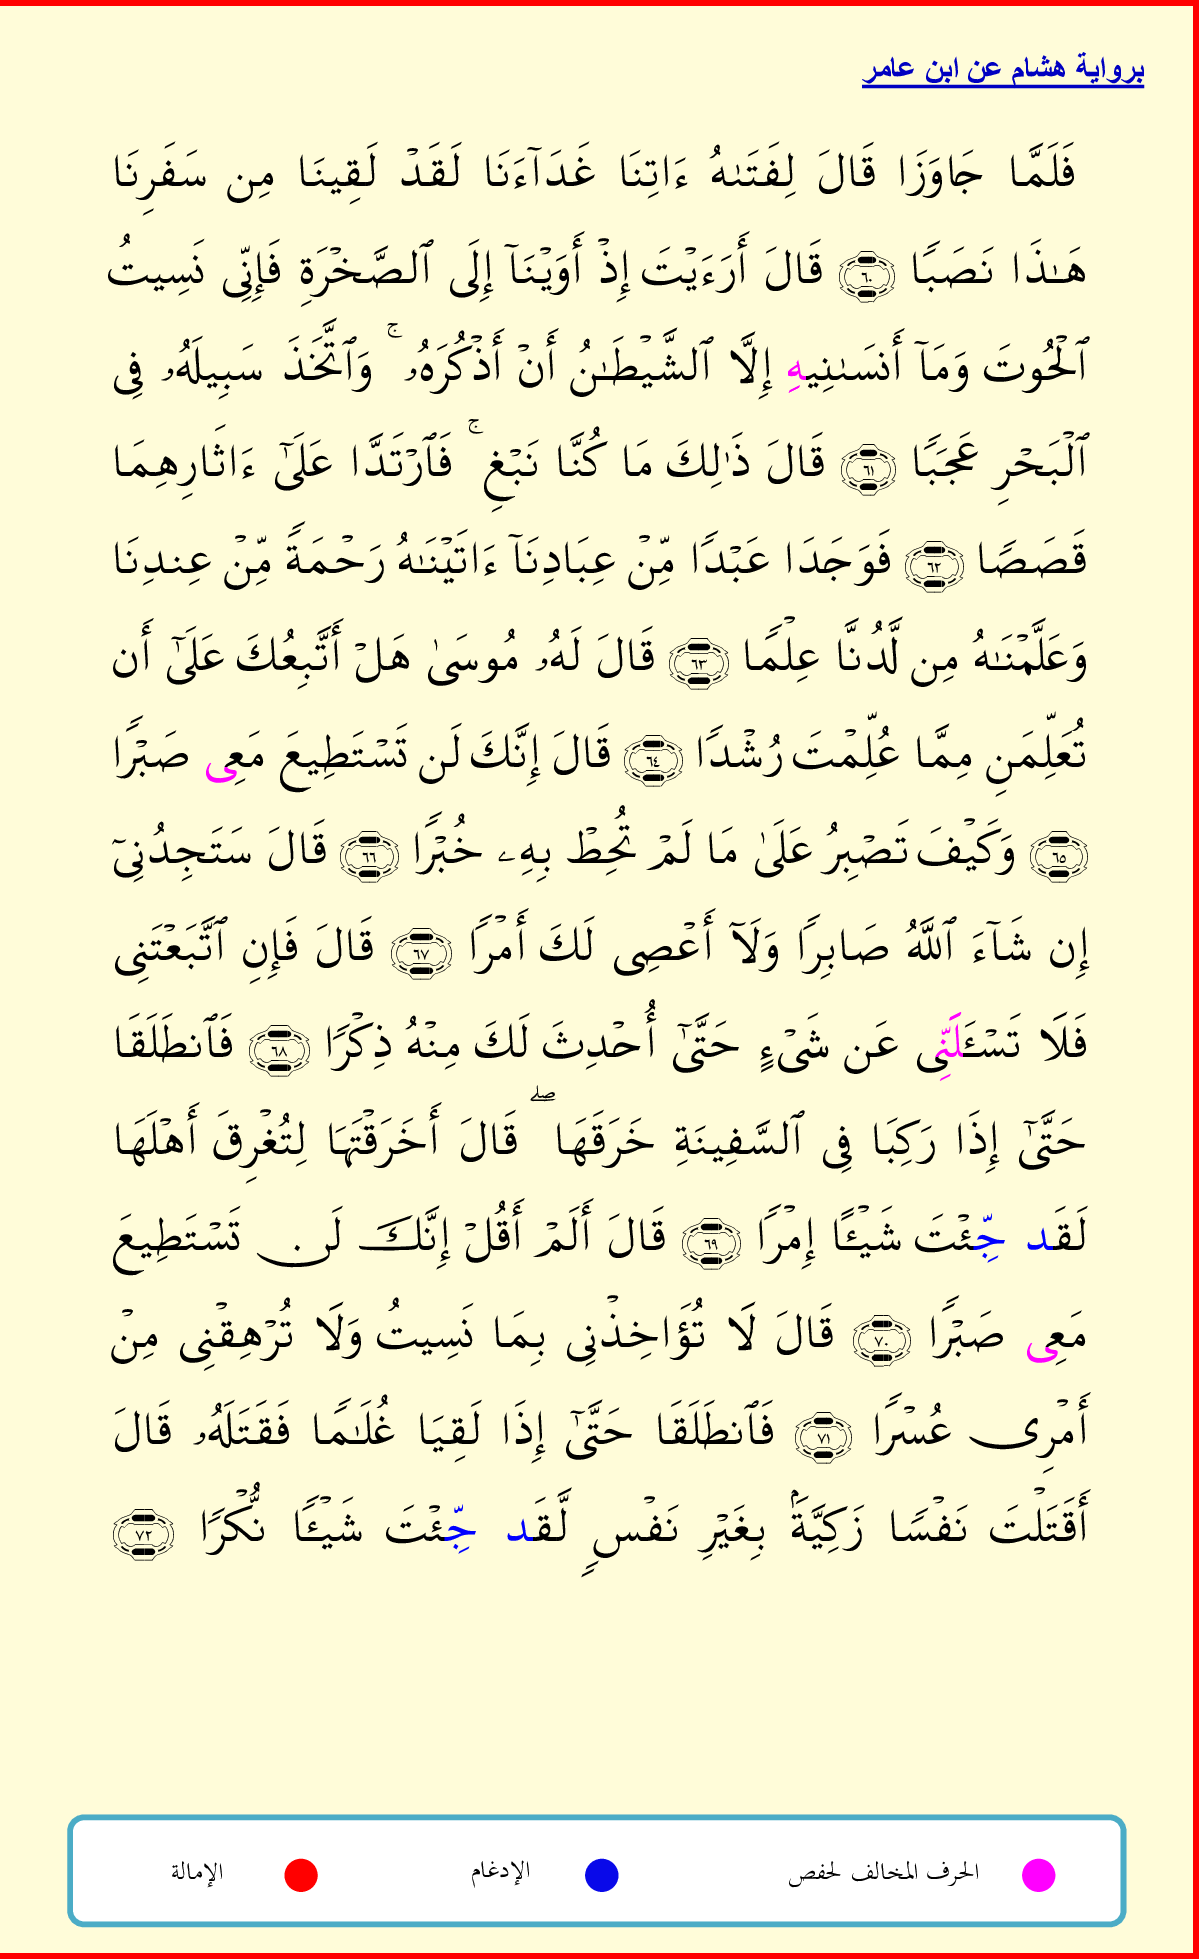 برواية هشام عن ابن عامر
فَلَمَّا جَاوَزَا قَالَ لِفَتَىٰهُ ءَاتِنَا غَدَآءَنَا لَقَدْ لَقِينَا مِن سَفَرِنَا
هَـٰذَا نَصَبًا ٦٠ قَالَ أَرَءَيْتَ إِذْ أَوَيْنَآ إِلَى ٱلصَّخْرَةِ فَإِنِّى نَسِيتُ
ٱلْحُوتَ وَمَآ أَنسَىٰنِيهِ إِلَّا ٱلشَّيْطَـٰنُ أَنْ أَذْكُرَهُۥ ۚ وَٱتَّخَذَ سَبِيلَهُۥ فِى
ٱلْبَحْرِ عَجَبًا ٦١ قَالَ ذَٰلِكَ مَا كُنَّا نَبْغِ ۚ فَٱرْتَدَّا عَلَىٰٓ ءَاثَارِهِمَا
قَصَصًا ٦٢ فَوَجَدَا عَبْدًا مِّنْ عِبَادِنَآ ءَاتَيْنَـٰهُ رَحْمَةً مِّنْ عِندِنَا
وَعَلَّمْنَـٰهُ مِن لَّدُنَّا عِلْمًا ٦٣ قَالَ لَهُۥ مُوسَىٰ هَلْ أَتَّبِعُكَ عَلَىٰٓ أَن
تُعَلِّمَنِ مِمَّا عُلِّمْتَ رُشْدًا ٦٤ قَالَ إِنَّكَ لَن تَسْتَطِيعَ مَعِى صَبْرًا
٦٥ وَكَيْفَ تَصْبِرُ عَلَىٰ مَا لَمْ تُحِطْ بِهِۦ خُبْرًا ٦٦ قَالَ سَتَجِدُنِىٓ
إِن شَآءَ ٱللَّهُ صَابِرًا وَلَآ أَعْصِى لَكَ أَمْرًا ٦٧ قَالَ فَإِنِ ٱتَّبَعْتَنِى
فَلَا تَسْـَٔلَنِّى عَن شَىْءٍ حَتَّىٰٓ أُحْدِثَ لَكَ مِنْهُ ذِكْرًا ٦٨ فَٱنطَلَقَا
حَتَّىٰٓ إِذَا رَكِبَا فِى ٱلسَّفِينَةِ خَرَقَهَا ۖ قَالَ أَخَرَقْتَهَا لِتُغْرِقَ أَهْلَهَا
لَقَد جِّئْتَ شَيْـًٔا إِمْرًا ٦٩ قَالَ أَلَمْ أَقُلْ إِنَّكَ لَن تَسْتَطِيعَ
مَعِى صَبْرًا ٧٠ قَالَ لَا تُؤَاخِذْنِى بِمَا نَسِيتُ وَلَا تُرْهِقْنِى مِنْ
أَمْرِى عُسْرًا ٧١ فَٱنطَلَقَا حَتَّىٰٓ إِذَا لَقِيَا غُلَـٰمًا فَقَتَلَهُۥ قَالَ
أَقَتَلْتَ نَفْسًا زَكِيَّةًۢ بِغَيْرِ نَفْسٍ لَّقَد جِّئْتَ شَيْـًٔا نُّكْرًا ٧٢
الحرف المخالف لحفص الإدغام الإمالة